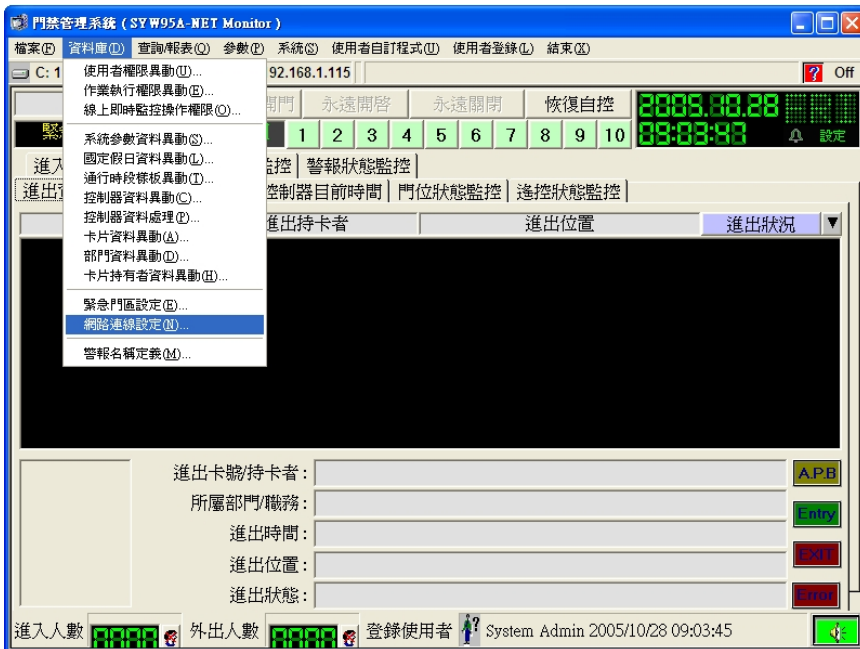 門禁管理系統 ( SYW95A-NET Monitor )
檔案(F) 資料庫(D) 查詢/報表(Q) 參數(P) 系統(S) 使用者自訂程式(U) 使用者登錄(L) 結束(X)
C: 1 92.168.1.115 Off
使用者權限異動(U)...
作業執行權限異動(E)...
線上即時監控操作權限(O)...
系統參數資料異動(S)...
國定假日資料異動(L)...
通行時段樣板異動(T)...
控制器資料異動(C)...
控制器資料處理(P)...
卡片資料異動(A)...
部門資料異動(D)...
卡片持有者資料異動(H)...
緊急門區設定(E)...
網路連線設定(N)...
警報名稱定義(M)...
開門 永遠開啓 永遠關閉 恢復自控 2005.10.28
緊 1 2 3 4 5 6 7 8 9 10 設定
進入 監控 警報狀態監控
進出 控制器目前時間 門位狀態監控 遙控狀態監控
進出持卡者 進出位置 進出狀況
進出卡號/持卡者 :
所屬部門/職務 :
進出時間 :
進出位置 :
進出狀態 :
A.P.B
Entry
EXIT
Error
進入人數 外出人數 登錄使用者 System Admin 2005/10/28 09:03:45